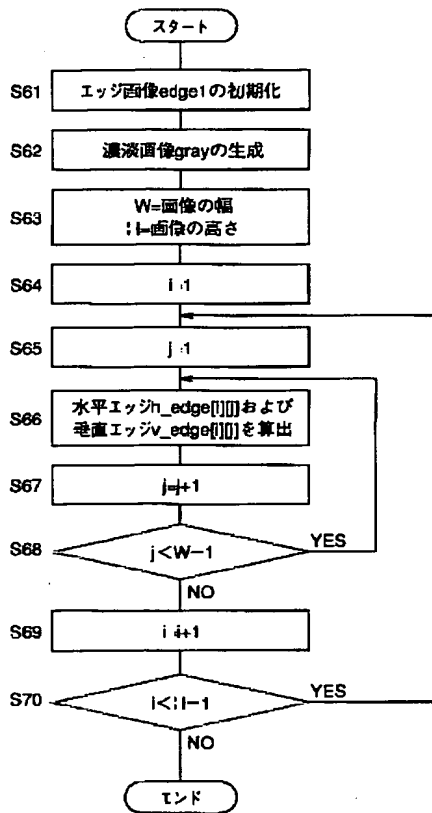 スタート
S61 エッジ画像edge1の初期化
S62 濃淡画像grayの生成
S63 W=画像の幅
H=画像の高さ
S64 i=1
S65 j=1
S66 水平エッジh_edge[i][j]および
垂直エッジv_edge[i][j]を算出
S67 j=j+1
S68 j<W−1 YES
NO
S69 i=i+1
S70 i<H−1 YES
NO
エンド